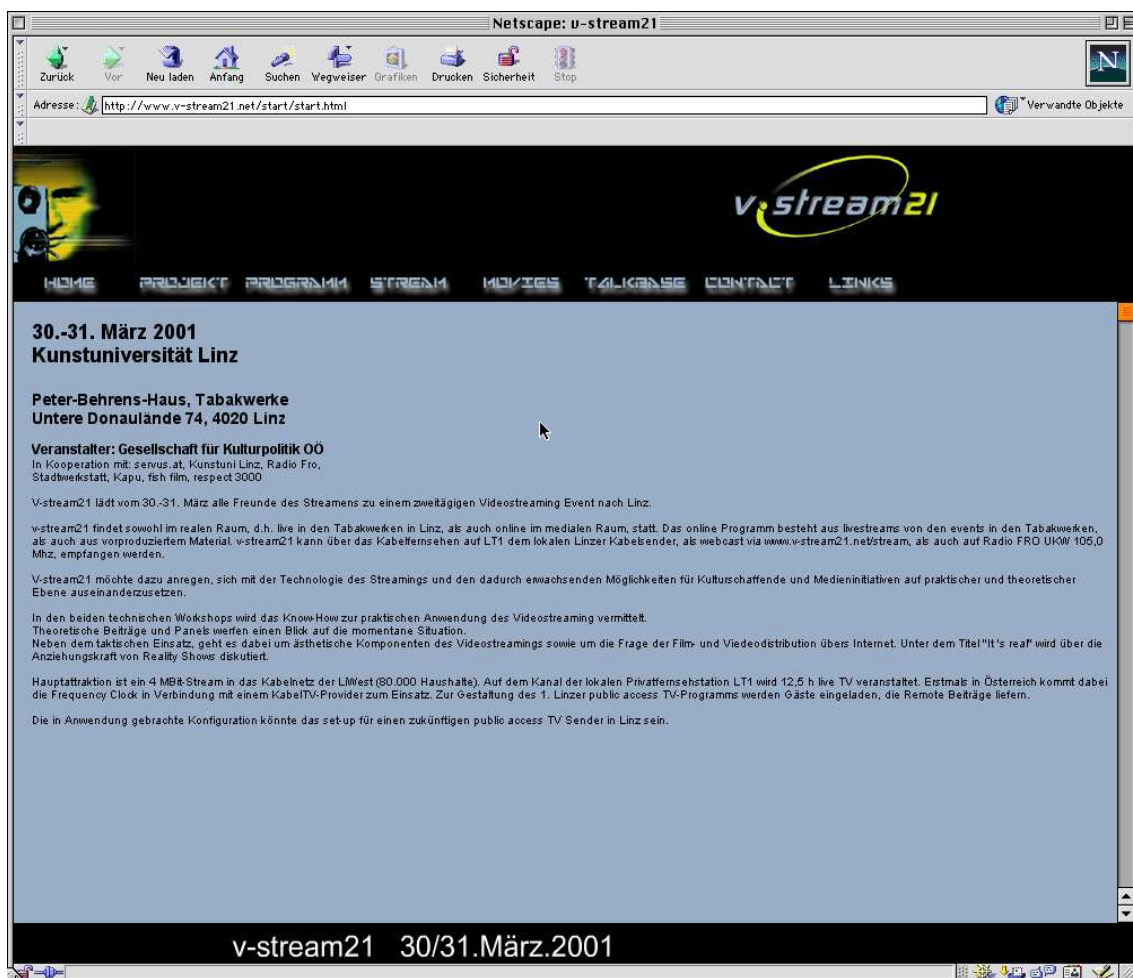 Netscape: v-stream21
Zurück Vor Neu laden Anfang Suchen Wegweiser Grafiken Drucken Sicherheit Stop
N
Adresse: http://www.v-stream21.net/start/start.html Verwandte Objekte
v-stream21
HOME PROJEKT PROGRAMM STREAM MOVIES TALKBASE CONTACT LINKS
30.-31. März 2001
Kunstuniversität Linz
Peter-Behrens-Haus, Tabakwerke
Untere Donaulände 74, 4020 Linz
Veranstalter: Gesellschaft für Kulturpolitik OÖ
In Kooperation mit: servus.at, Kunstuni Linz, Radio Fro,
Stadtwerkstatt, Kapu, fish film, respect 3000
V-stream21 lädt vom 30.-31. März alle Freunde des Streamens zu einem zweitägigen Videostreaming Event nach Linz.
v-stream21 findet sowohl im realen Raum, d.h. live in den Tabakwerken in Linz, als auch online im medialen Raum, statt. Das online Programm besteht aus livestreams von den events in den Tabakwerken,
als auch aus vorproduziertem Material. v-stream21 kann über das Kabelfernsehen auf LT1 dem lokalen Linzer Kabelsender, als webcast via www.v-stream21.net/stream, als auch auf Radio FRO UKW 105,0
Mhz, empfangen werden.
V-stream21 möchte dazu anregen, sich mit der Technologie des Streamings und den dadurch erwachsenden Möglichkeiten für Kulturschaffende und Medieninitiativen auf praktischer und theoretischer
Ebene auseinanderzusetzen.
In den beiden technischen Workshops wird das Know-How zur praktischen Anwendung des Videostreaming vermittelt.
Theoretische Beiträge und Panels werfen einen Blick auf die momentane Situation.
Neben dem taktischen Einsatz, geht es dabei um ästhetische Komponenten des Videostreamings sowie um die Frage der Film- und Viedeodistribution übers Internet. Unter dem Titel "It's real" wird über die
Anziehungskraft von Reality Shows diskutiert.
Hauptattraktion ist ein 4 MBit-Stream in das Kabelnetz der LIWest (80.000 Haushalte). Auf dem Kanal der lokalen Privatfernsehstation LT1 wird 12,5 h live TV veranstaltet. Erstmals in Österreich kommt dabei
die Frequency Clock in Verbindung mit einem KabelTV-Provider zum Einsatz. Zur Gestaltung des 1. Linzer public access TV-Programms werden Gäste eingeladen, die Remote Beiträge liefern.
Die in Anwendung gebrachte Konfiguration könnte das set-up für einen zukünftigen public access TV Sender in Linz sein.
v-stream21 30/31.März.2001